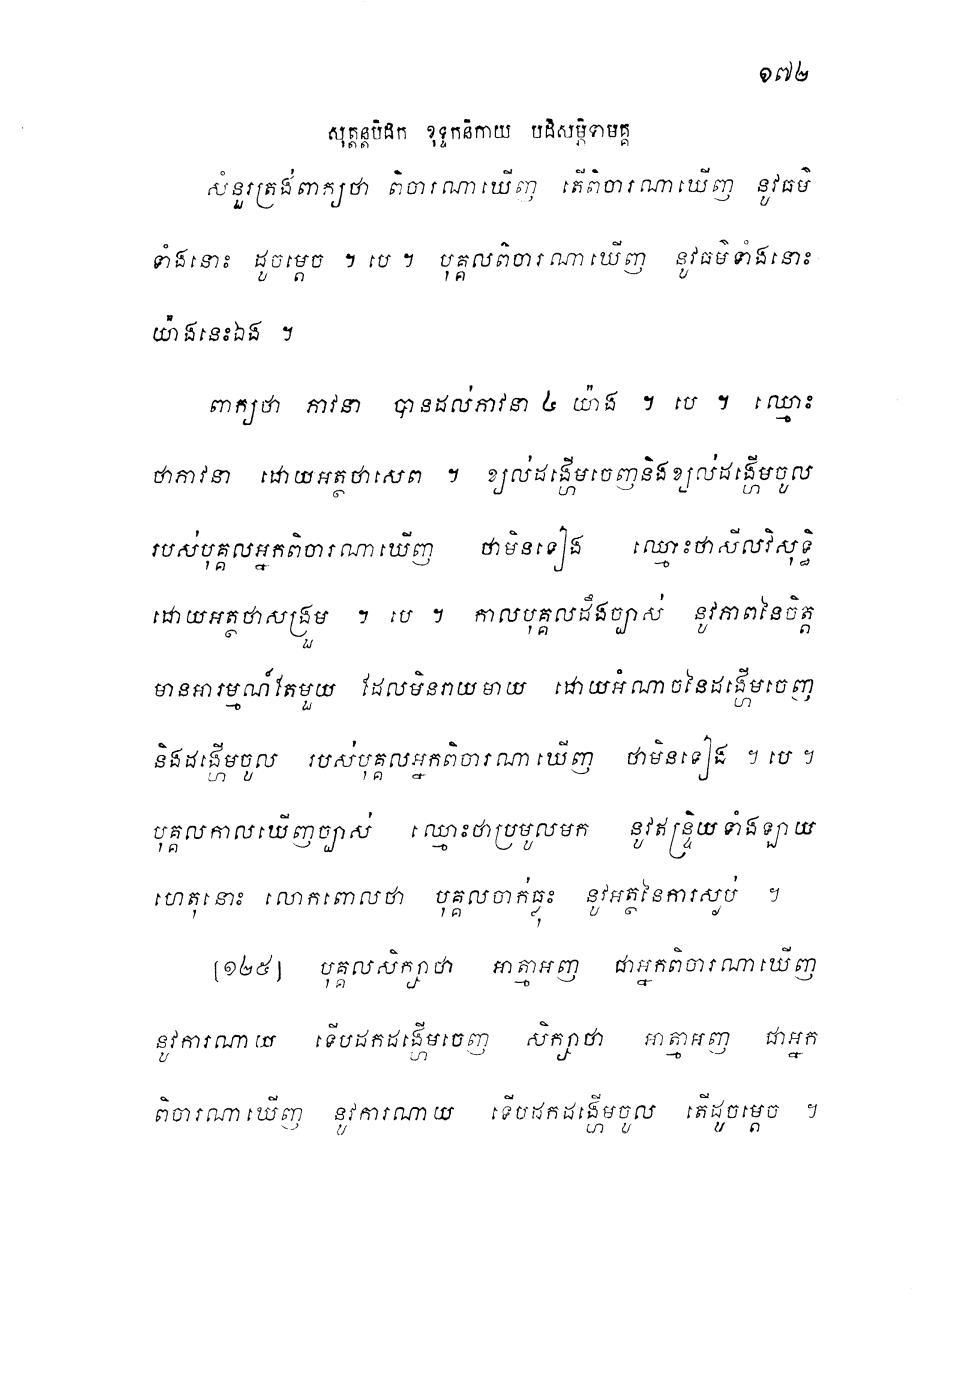 ១៧២
សុត្តន្តបិដក ខុទ្ទកនិកាយ បដិសម្ភិទាមគ្គ
សំនួរត្រង់ពាក្យថា ពិចារណាឃើញ តើពិចារណាឃើញ នូវធម៌
ទាំងនោះ ដូចម្តេច ។ បេ ។ បុគ្គលពិចារណាឃើញ នូវធម៌ទាំងនោះ
យ៉ាងនេះឯង ។
ពាក្យថា ភាវនា បានដល់ភាវនា ៤ យ៉ាង ។ បេ ។ ឈ្មោះ
ថាភាវនា ដោយអត្ថថាសេព ។ ខ្យល់ដង្ហើមចេញនិងខ្យល់ដង្ហើមចូល
របស់បុគ្គលអ្នកពិចារណាឃើញ ថាមិនទៀង ឈ្មោះថាសីលវិសុទ្ធិ
ដោយអត្ថថាសង្រួម ។ បេ ។ កាលបុគ្គលដឹងច្បាស់ នូវភាពនៃចិត្ត
មានអារម្មណ៍តែមួយ ដែលមិនរាយមាយ ដោយអំណាចនៃដង្ហើមចេញ
និងដង្ហើមចូល របស់បុគ្គលអ្នកពិចារណាឃើញ ថាមិនទៀង ។ បេ ។
បុគ្គលកាលឃើញច្បាស់ ឈ្មោះថាប្រមូលមក នូវឥន្ទ្រិយទាំងឡាយ
ហេតុនោះ លោកពោលថា បុគ្គលចាក់ធ្លុះ នូវអត្ថនៃការស្ងប់ ។
[១២៥] បុគ្គលសិក្សាថា អាត្មាអញ ជាអ្នកពិចារណាឃើញ
នូវការណាយ ទើបដកដង្ហើមចេញ សិក្សាថា អាត្មាអញ ជាអ្នក
ពិចារណាឃើញ នូវការណាយ ទើបដកដង្ហើមចូល តើដូចម្តេច ។